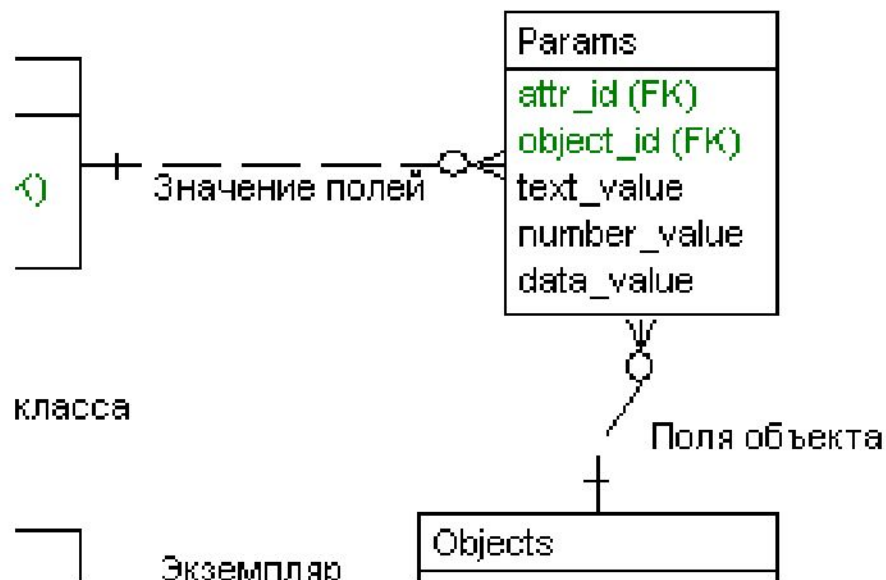 Params
attr_id (FK)
object_id (FK)
text_value
number_value
data_value
Значение полей
класса
Поля объекта
Objects
Экземпляр